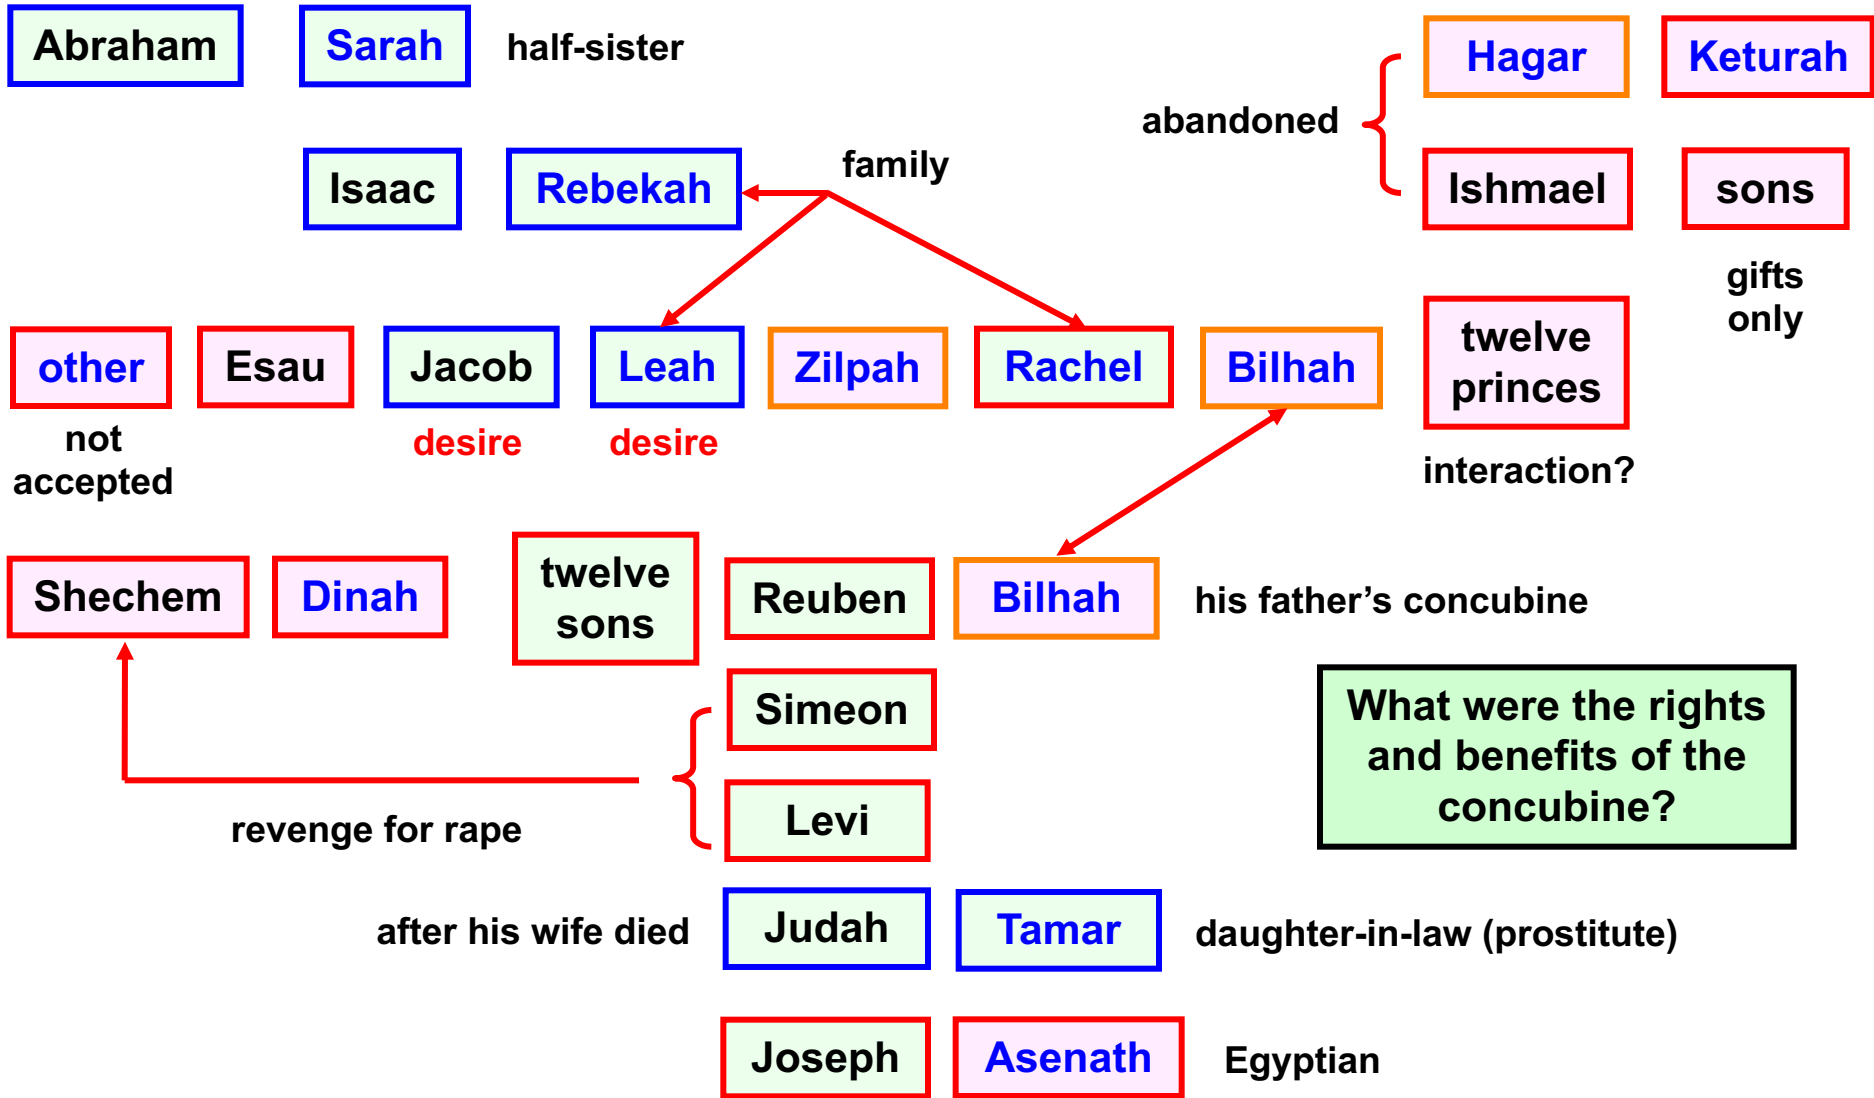 Abraham
Sarah
half-sister
Hagar
Keturah
abandoned
Isaac
Rebekah
family
Ishmael
sons
gifts
only
other
Esau
Jacob
Leah
Zilpah
Rachel
Bilhah
twelve
princes
not
accepted
desire
desire
interaction?
Shechem
Dinah
twelve
sons
Reuben
Bilhah
his father’s concubine
Simeon
What were the rights
and benefits of the
concubine?
Levi
revenge for rape
after his wife died
Judah
Tamar
daughter-in-law (prostitute)
Joseph
Asenath
Egyptian